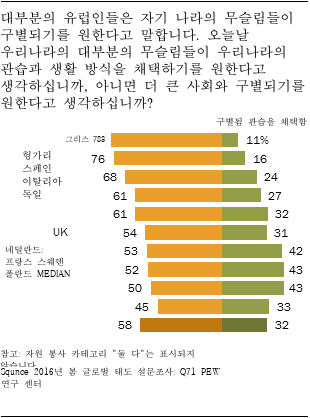 대부분의 유럽인들은 자기 나라의 무슬림들이
구별되기를 원한다고 말합니다. 오늘날
우리나라의 대부분의 무슬림들이 우리나라의
관습과 생활 방식을 채택하기를 원한다고
생각하십니까, 아니면 더 큰 사회와 구별되기를
원한다고 생각하십니까?
구별됨 관습을 채택함
그리스 78% 11%
헝가리 76 16
스페인 68 24
이탈리아 61 27
독일 61 32
UK 54 31
네덜란드: 53 42
프랑스 스웨덴 52 43
폴란드 MEDIAN 50 43
45 33
58 32
참고: 자원 봉사 카테고리 "둘 다"는 표시되지
않습니다.
Squnce 2016년 봄 글로벌 태도 설문조사: Q71 PEW
연구 센터